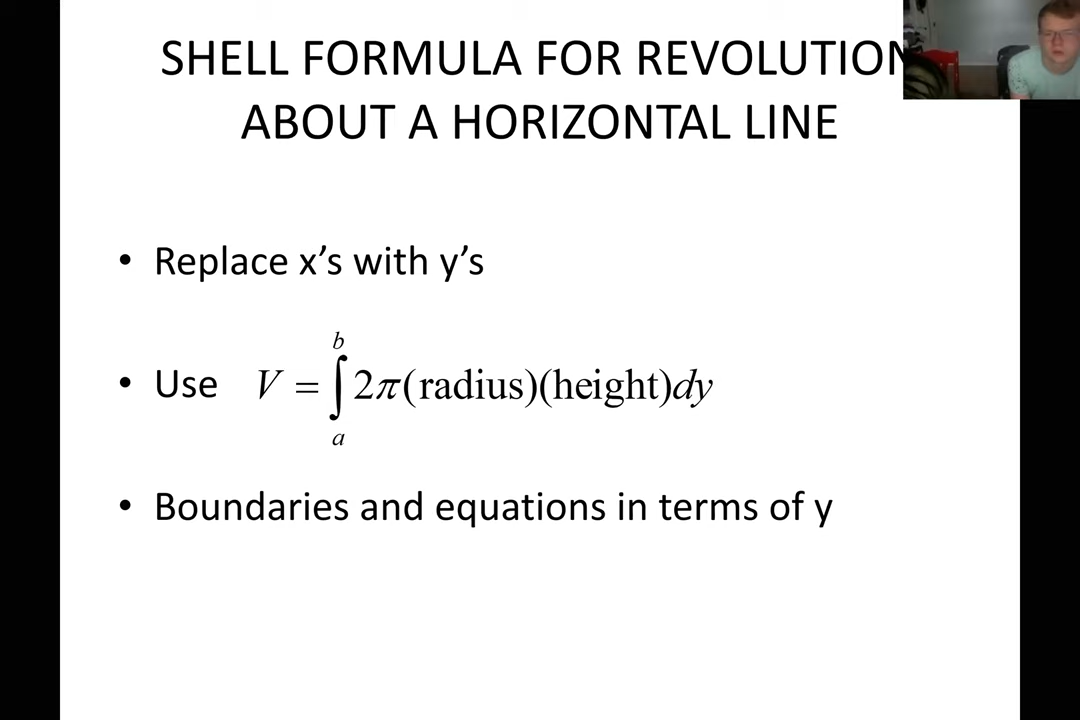 SHELL FORMULA FOR REVOLUTION
ABOUT A HORIZONTAL LINE
• Replace x’s with y’s
• Use V = ∫_a^b 2π(radius)(height)dy
• Boundaries and equations in terms of y